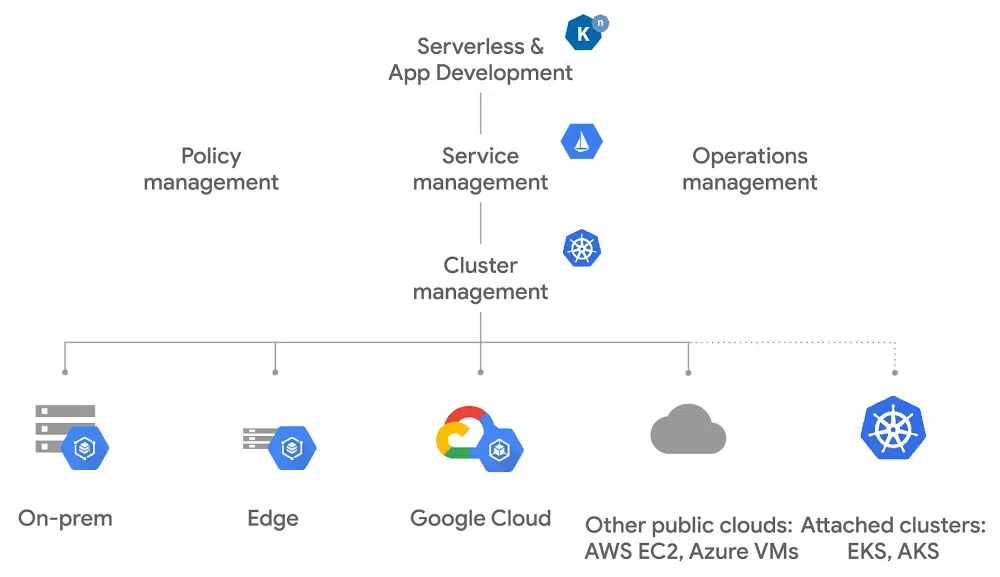 n
K
Serverless &
App Development
Policy
management
Service
management
Operations
management
Cluster
management
On-prem
Edge
Google Cloud
Other public clouds:
AWS EC2, Azure VMs
Attached clusters:
EKS, AKS